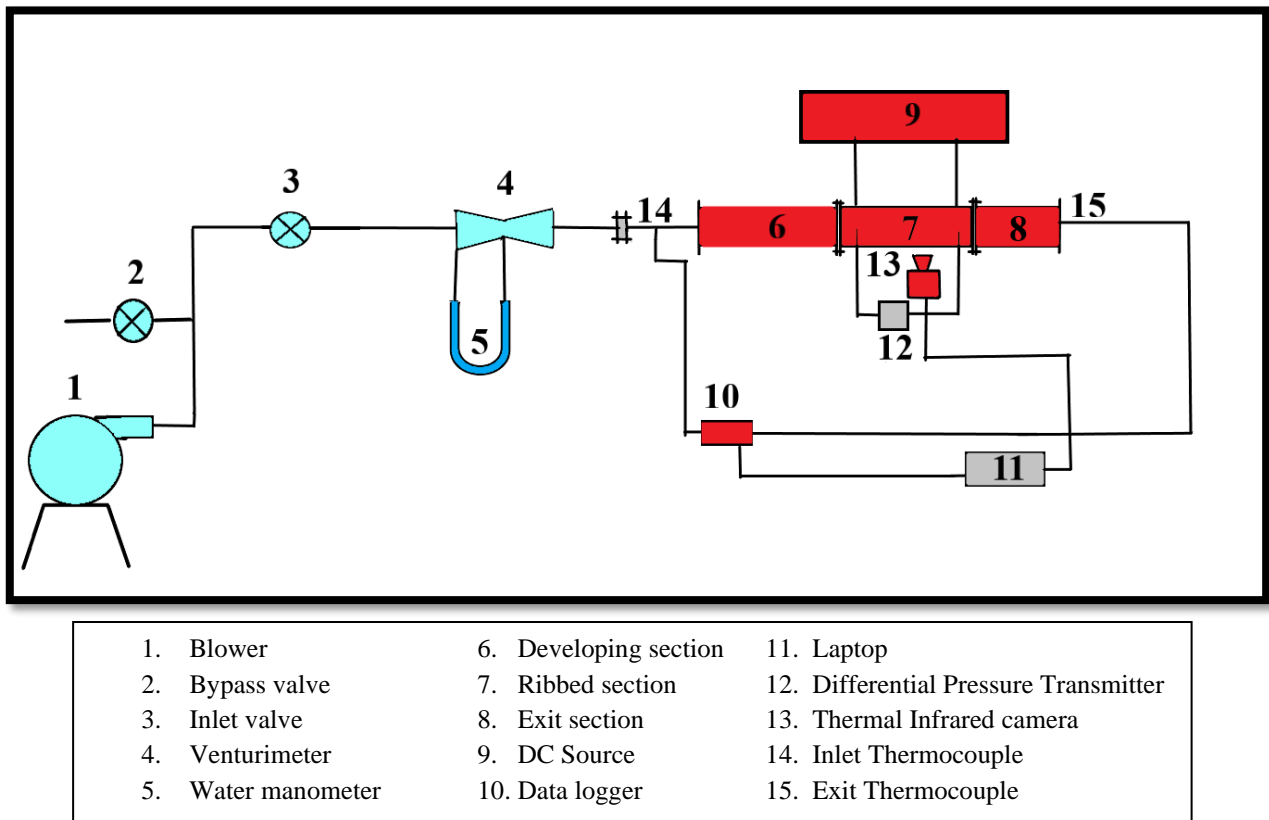 9
3
4
14
15
6
7
8
13
2
5
12
1
10
11
1. Blower
2. Bypass valve
3. Inlet valve
4. Venturimeter
5. Water manometer
6. Developing section
7. Ribbed section
8. Exit section
9. DC Source
10. Data logger
11. Laptop
12. Differential Pressure Transmitter
13. Thermal Infrared camera
14. Inlet Thermocouple
15. Exit Thermocouple